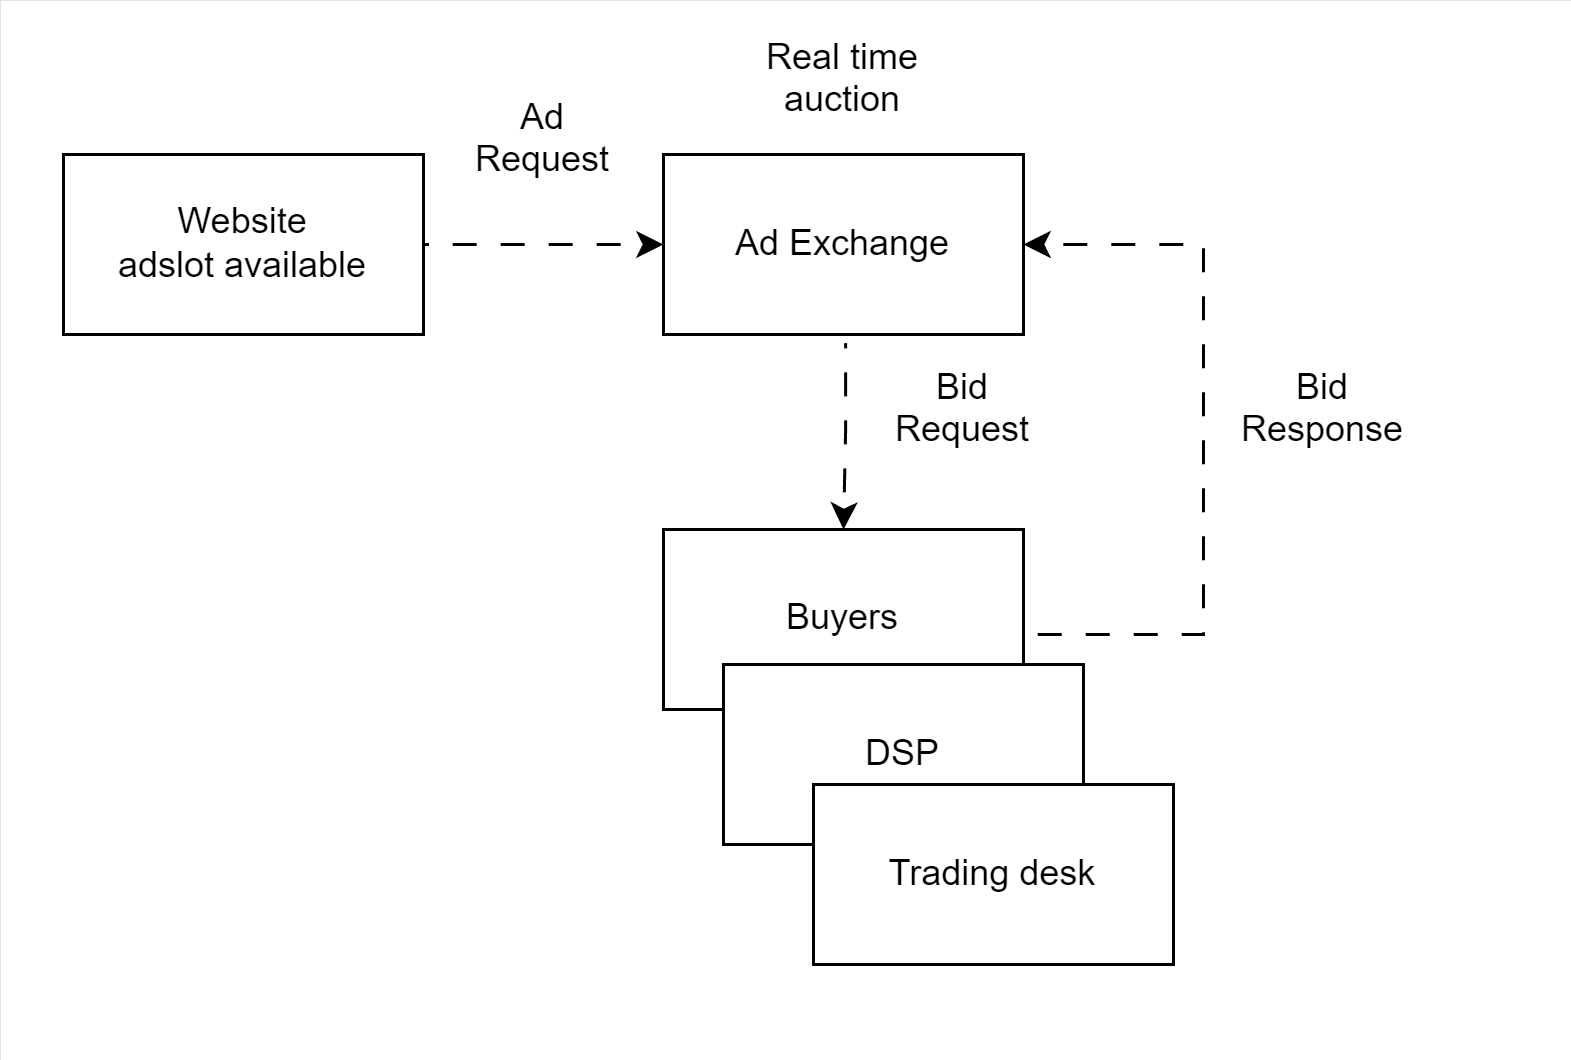 Real time
auction
Ad
Request
Website
adslot available
Ad Exchange
Bid
Request
Bid
Response
Buyers
DSP
Trading desk